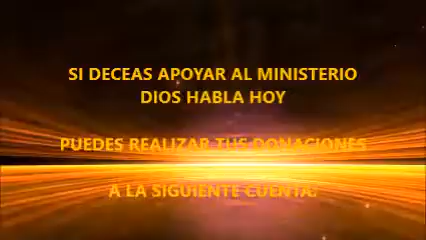 SI DECEAS APOYAR AL MINISTERIO
DIOS HABLA HOY
PUEDES REALIZAR TUS DONACIONES
A LA SIGUIENTE CUENTA: